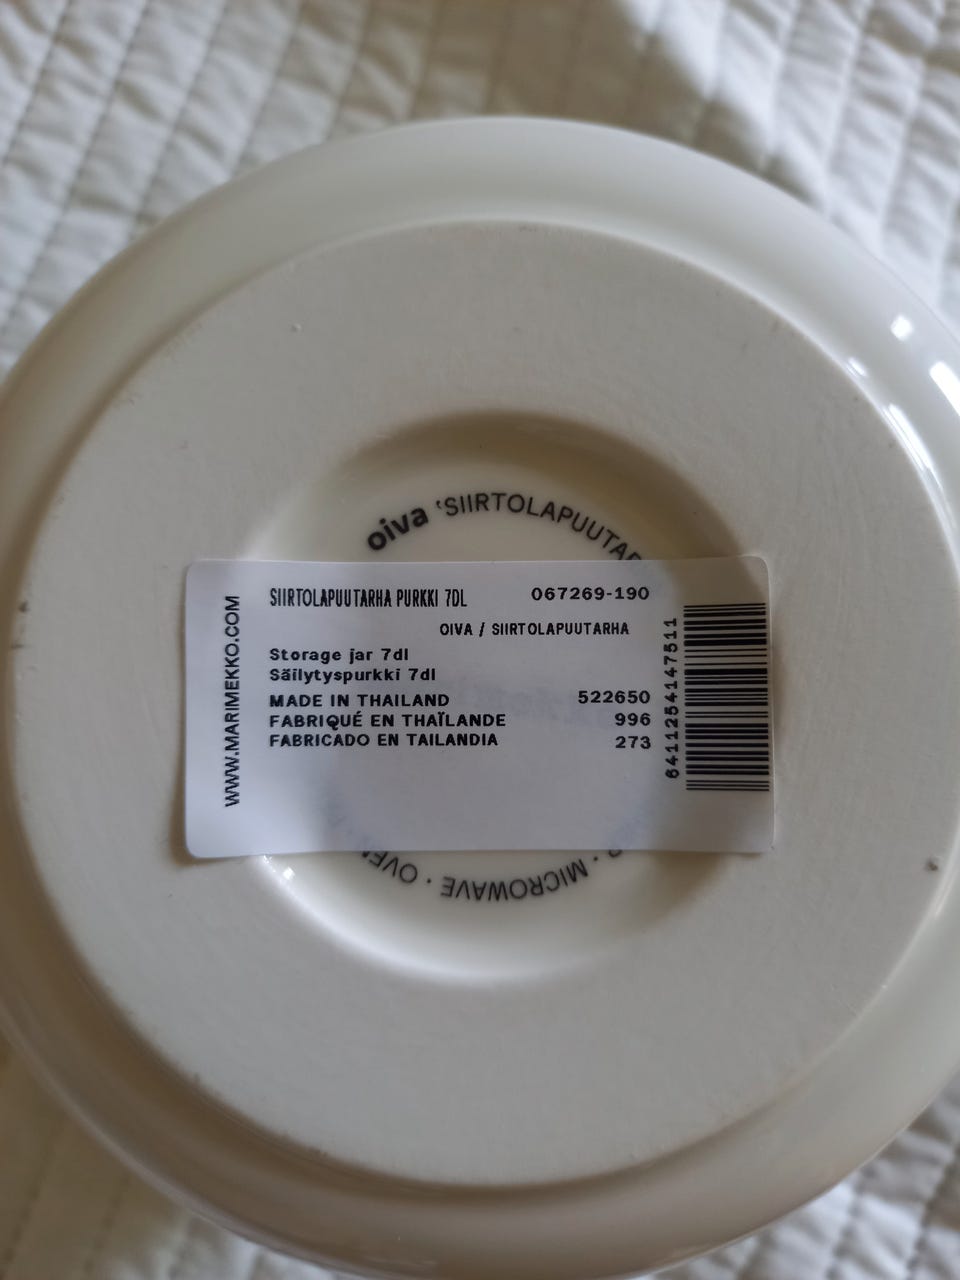 oiva 'SIIRTOLAPUUTAR
SIIRTOLAPUUTARHA PURKKI 7DL 067269-190
OIVA / SIIRTOLAPUUTARHA
Storage jar 7dl
Säilytyspurkki 7dl
MADE IN THAILAND 522650
FABRIQUÉ EN THAÏLANDE 996
FABRICADO EN TAILANDIA 273
WWW.MARIMEKKO.COM
6411254147511
· MICROWAVE · OVEN